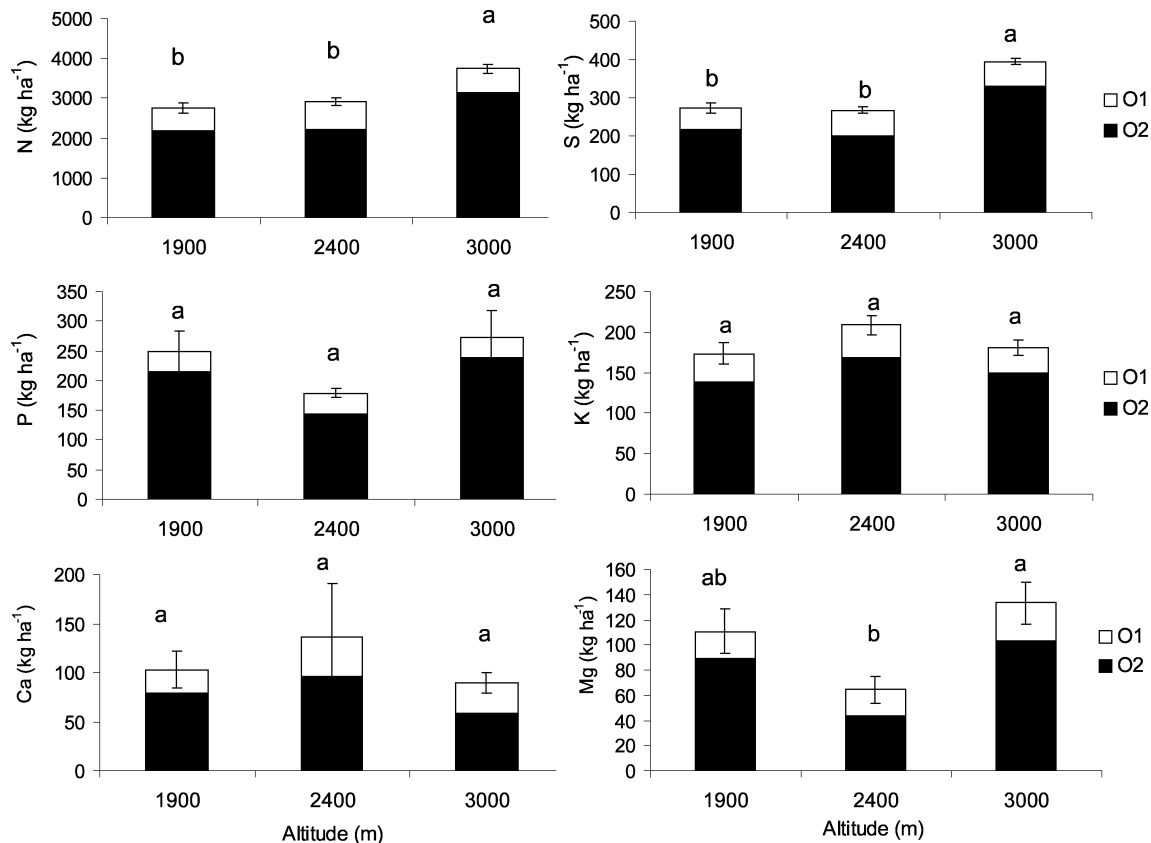 N (kg ha⁻¹)
5000
4000
3000
2000
1000
0
b
b
a
1900
2400
3000
S (kg ha⁻¹)
500
400
300
200
100
0
b
b
a
1900
2400
3000
O1
O2
P (kg ha⁻¹)
350
300
250
200
150
100
50
0
a
a
a
1900
2400
3000
K (kg ha⁻¹)
250
200
150
100
50
0
a
a
a
1900
2400
3000
O1
O2
Ca (kg ha⁻¹)
200
150
100
50
0
a
a
a
1900
2400
3000
Altitude (m)
Mg (kg ha⁻¹)
160
140
120
100
80
60
40
20
0
ab
b
a
1900
2400
3000
Altitude (m)
O1
O2